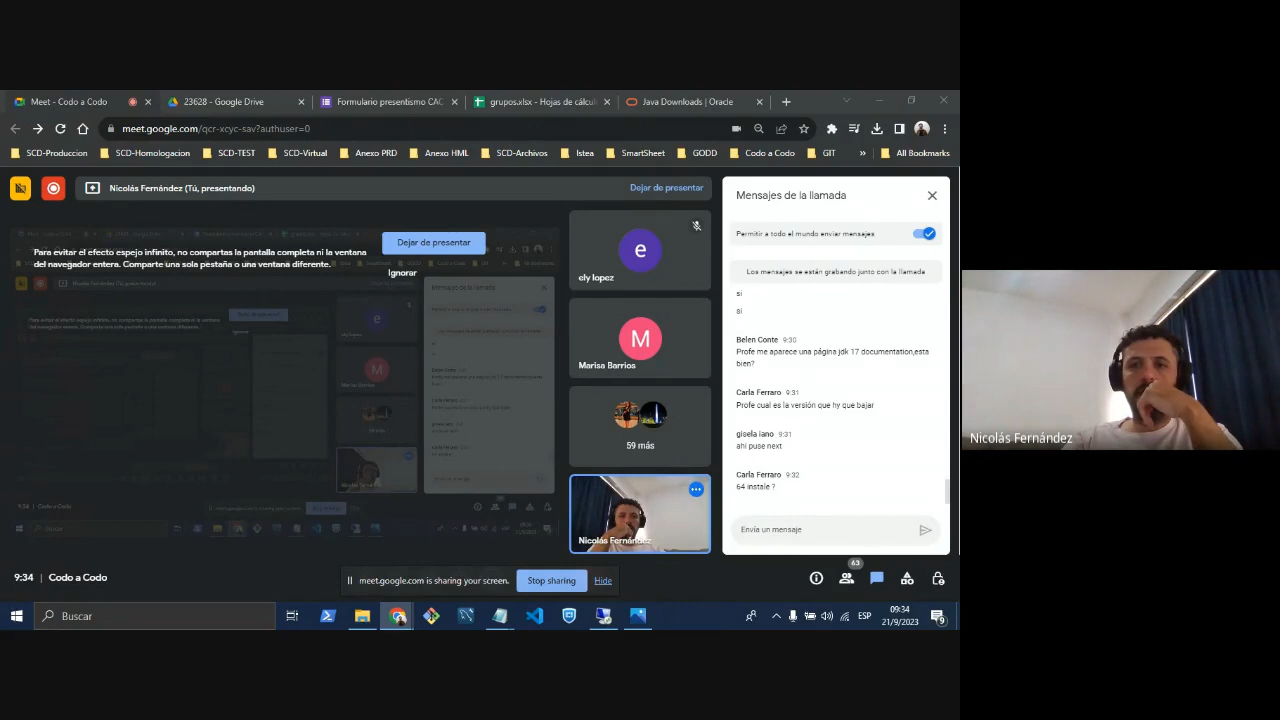 Meet - Codo a Codo
23628 - Google Drive
Formulario presentismo CAC
grupos.xlsx - Hojas de cálcu
Java Downloads | Oracle
meet.google.com/qcr-xcyc-sav?authuser=0
SCD-Produccion
SCD-Homologacion
SCD-TEST
SCD-Virtual
Anexo PRD
Anexo HML
SCD-Archivos
Istea
SmartSheet
GODD
Codo a Codo
GIT
»
All Bookmarks
Nicolás Fernández (Tú, presentando)
Dejar de presentar
Para evitar el efecto espejo infinito, no compartas la pantalla completa ni la ventana
del navegador entera. Comparte una sola pestaña o una ventana diferente.
Dejar de presentar
Ignorar
e
ely lopez
M
Marisa Barrios
59 más
Nicolás Fernández
Mensajes de la llamada
Permitir a todo el mundo enviar mensajes
Los mensajes se están grabando junto con la llamada
si
si
Belen Conte 9:30
Profe me aparece una página jdk 17 documentation,esta
bien?
Carla Ferraro 9:31
Profe cual es la versión que hy que bajar
gisela iano 9:31
ahi puse next
Carla Ferraro 9:32
64 instale ?
Envía un mensaje
9:34 | Codo a Codo
meet.google.com is sharing your screen.
Stop sharing
Hide
63
Buscar
ESP
09:34
21/9/2023
9
Nicolás Fernández